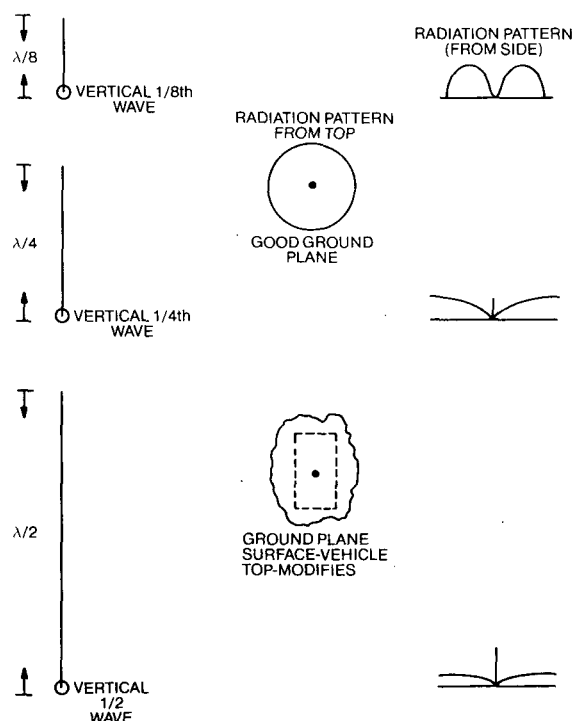 λ/8
VERTICAL 1/8th
WAVE
RADIATION PATTERN
(FROM SIDE)
RADIATION PATTERN
FROM TOP
GOOD GROUND
PLANE
λ/4
VERTICAL 1/4th
WAVE
λ/2
GROUND PLANE
SURFACE-VEHICLE
TOP-MODIFIES
VERTICAL
1/2
WAVE